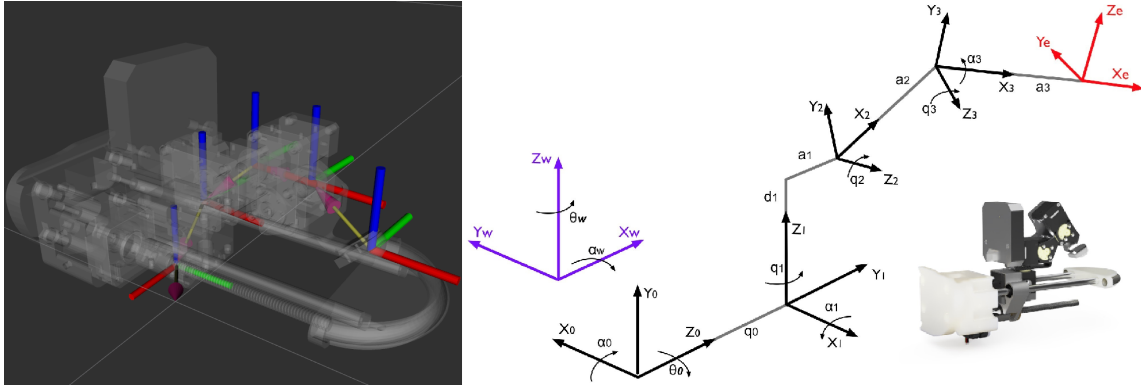 Y3
Ze
Ye
α3
a2
Xe
X3
a3
q3
Z3
Y2
X2
a1
q2
Z2
Zw
d1
θw
Yw
Xw
αw
Z1
Y1
q1
Y0
α1
X0
Z0
q0
X1
α0
θ0